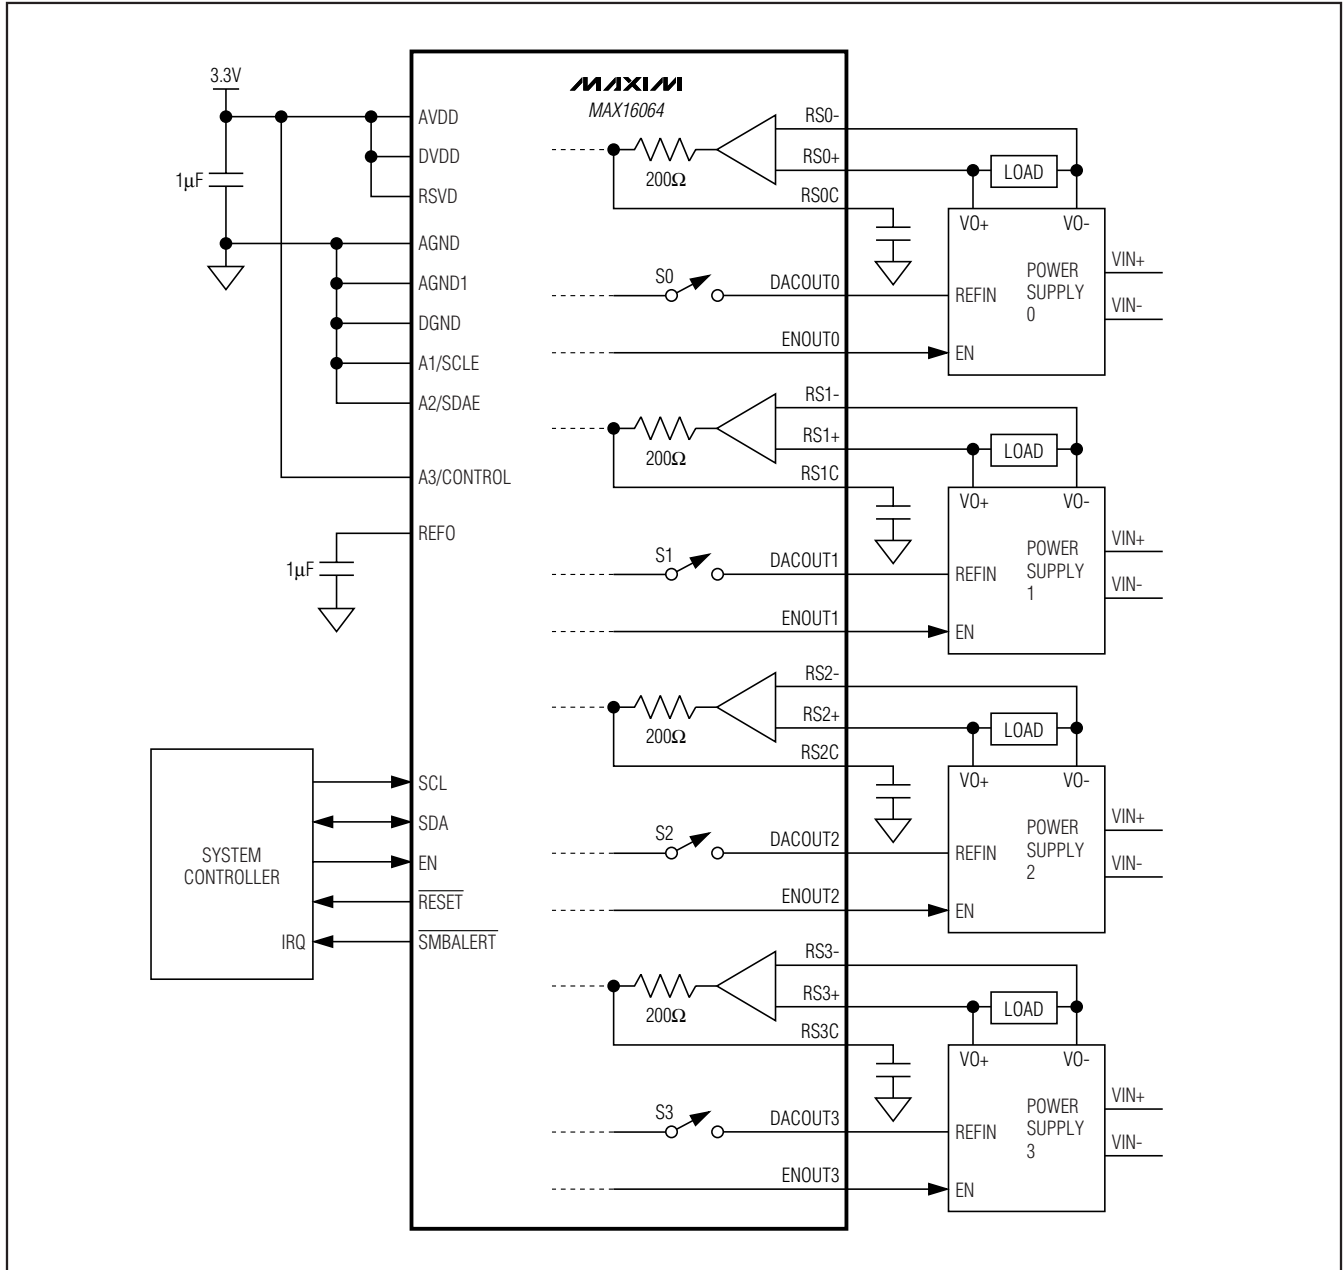 MAXIM
MAX16064
3.3V
1µF
AVDD
DVDD
RSVD
AGND
AGND1
DGND
A1/SCLE
A2/SDAE
A3/CONTROL
REFO
1µF
SYSTEM
CONTROLLER
IRQ
SCL
SDA
EN
RESET
SMBALERT
RS0-
RS0+
200Ω
RS0C
LOAD
VO+
VO-
S0
DACOUT0
REFIN
POWER
SUPPLY
0
VIN+
VIN-
ENOUT0
EN
RS1-
RS1+
200Ω
RS1C
LOAD
VO+
VO-
S1
DACOUT1
REFIN
POWER
SUPPLY
1
VIN+
VIN-
ENOUT1
EN
RS2-
RS2+
200Ω
RS2C
LOAD
VO+
VO-
S2
DACOUT2
REFIN
POWER
SUPPLY
2
VIN+
VIN-
ENOUT2
EN
RS3-
RS3+
200Ω
RS3C
LOAD
VO+
VO-
S3
DACOUT3
REFIN
POWER
SUPPLY
3
VIN+
VIN-
ENOUT3
EN